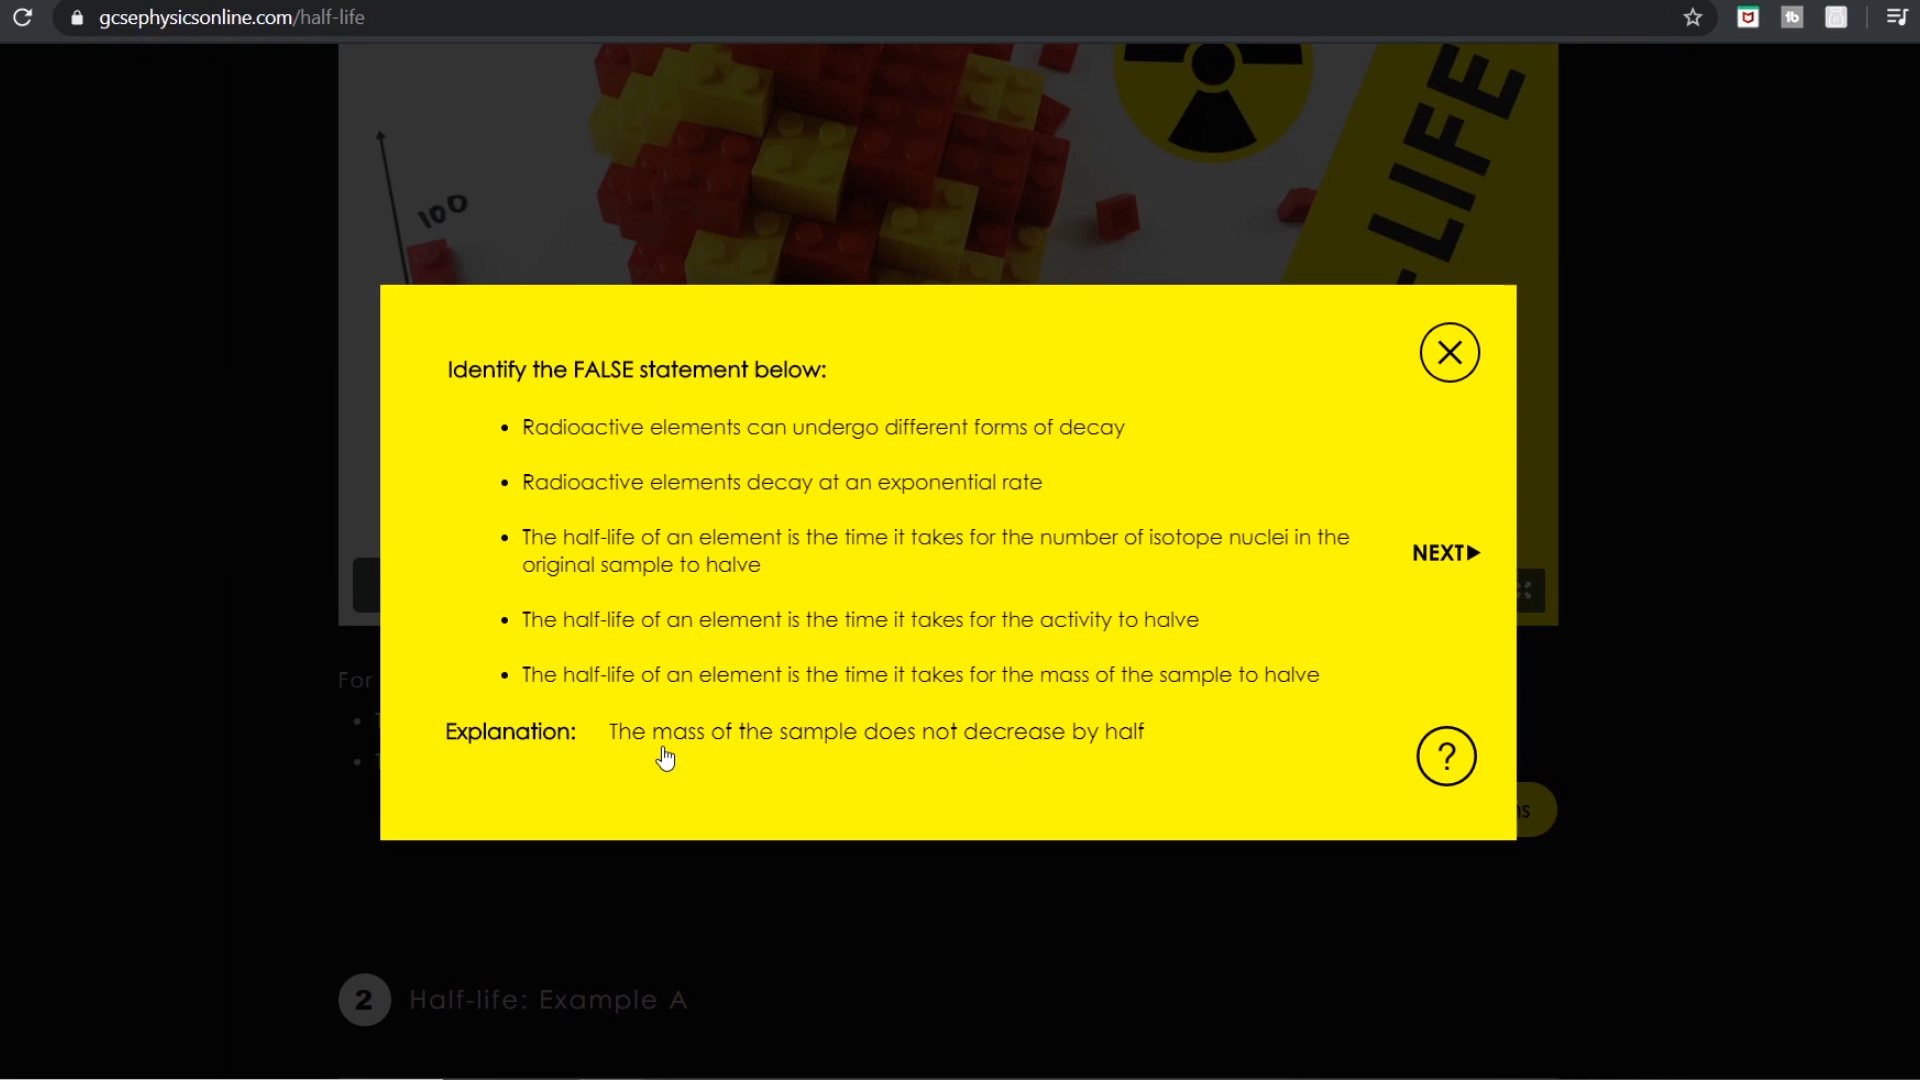 gcsephysicsonline.com/half-life
100
-LIFE
Identify the FALSE statement below:
• Radioactive elements can undergo different forms of decay
• Radioactive elements decay at an exponential rate
• The half-life of an element is the time it takes for the number of isotope nuclei in the
original sample to halve
NEXT▶
• The half-life of an element is the time it takes for the activity to halve
• The half-life of an element is the time it takes for the mass of the sample to halve
For
Explanation: The mass of the sample does not decrease by half
?
2 Half-life: Example A